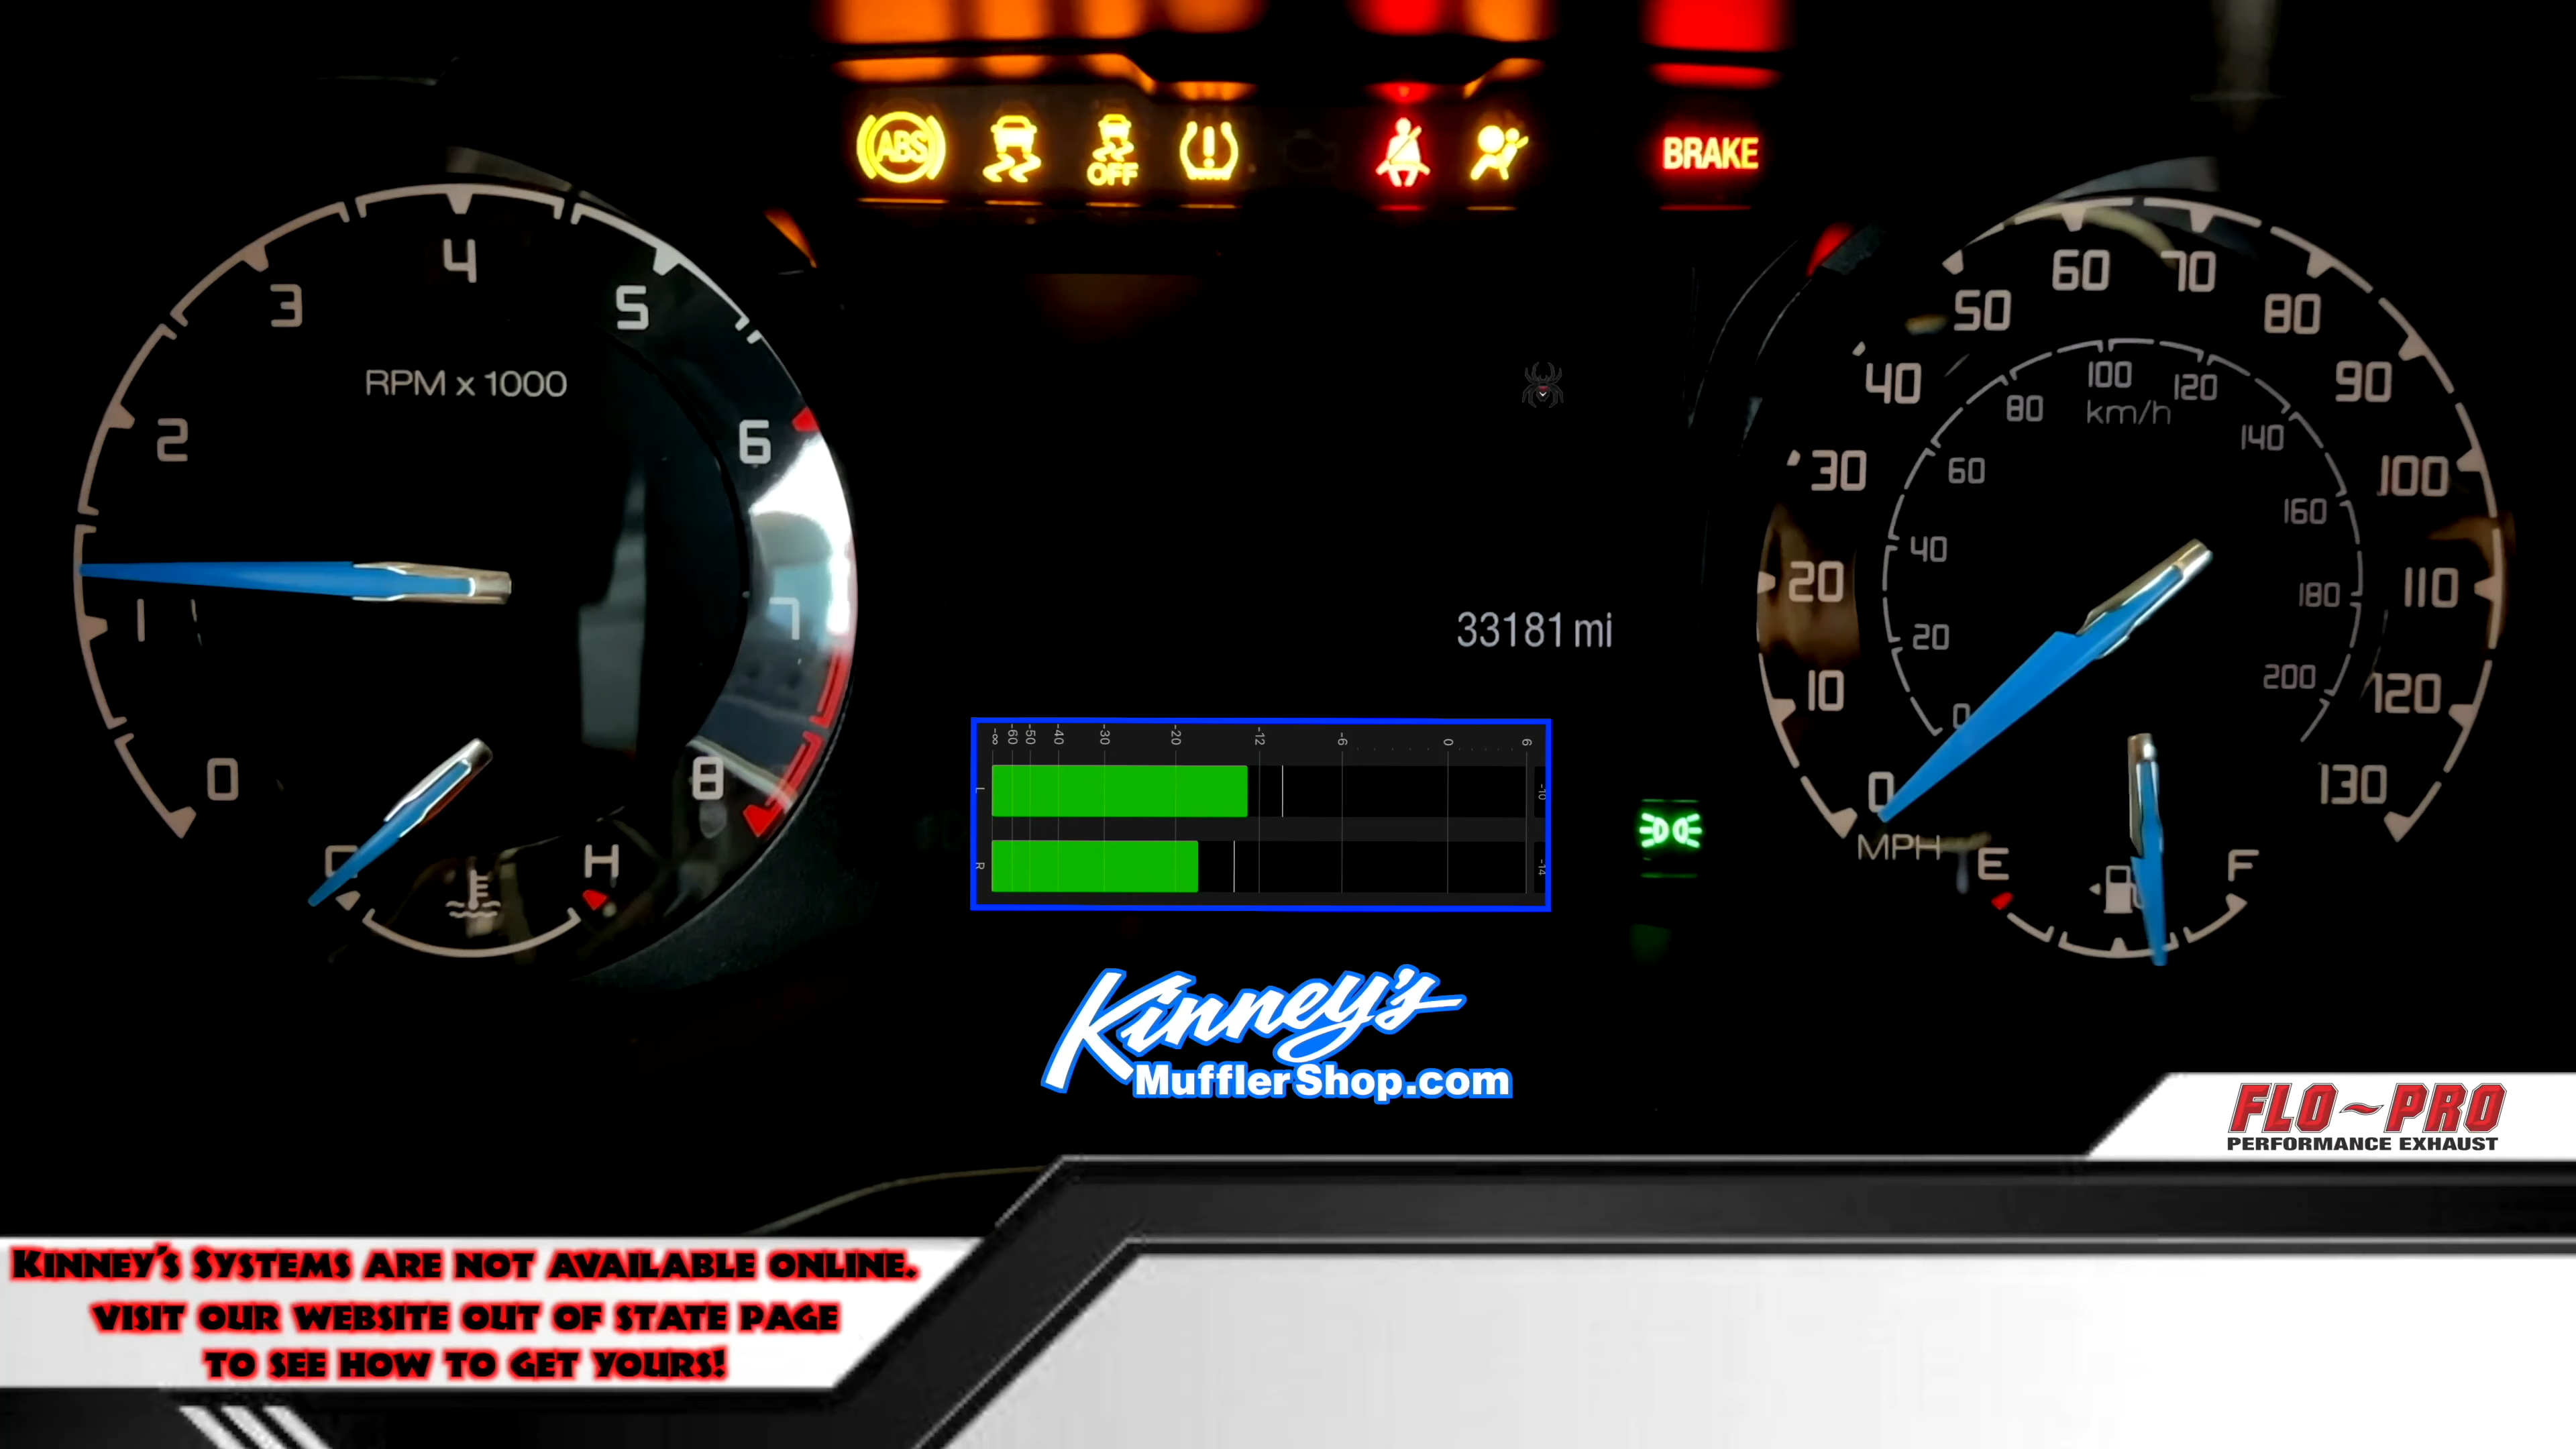 ABS
OFF
BRAKE
0
1
2
3
4
5
6
7
8
RPM x 1000
C
H
33181 mi
0
10
20
30
40
50
60
70
80
90
100
110
120
130
MPH
0
20
40
60
80
100
120
140
160
180
200
km/h
E
F
-∞
-60
-50
-40
-30
-20
-12
-6
0
6
L
-10
R
-14
Kinney's
MufflerShop.com
FLO~PRO
PERFORMANCE EXHAUST
KINNEY'S SYSTEMS ARE NOT AVAILABLE ONLINE.
VISIT OUR WEBSITE OUT OF STATE PAGE
TO SEE HOW TO GET YOURS!